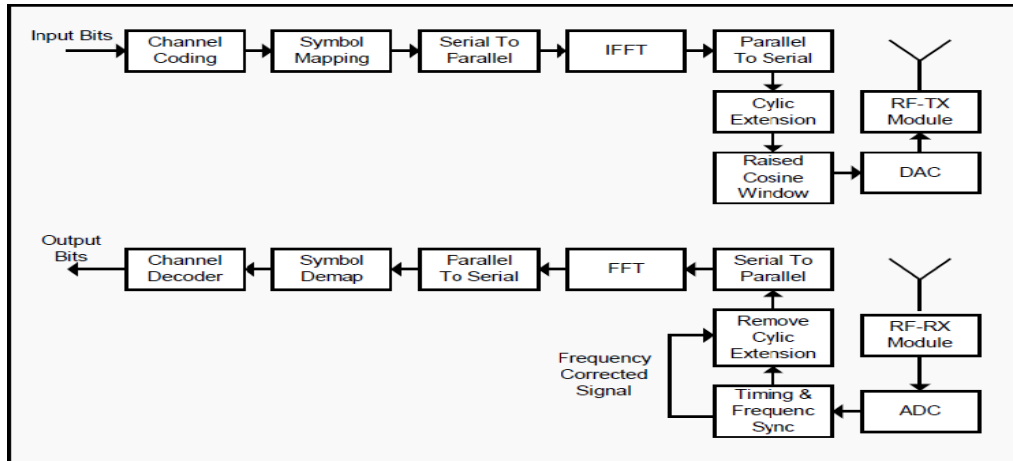 Input Bits
Channel
Coding
Symbol
Mapping
Serial To
Parallel
IFFT
Parallel
To Serial
Cylic
Extension
RF-TX
Module
Raised
Cosine
Window
DAC
Output
Bits
Channel
Decoder
Symbol
Demap
Parallel
To Serial
FFT
Serial To
Parallel
Remove
Cylic
Extension
RF-RX
Module
Frequency
Corrected
Signal
Timing &
Frequenc
Sync
ADC